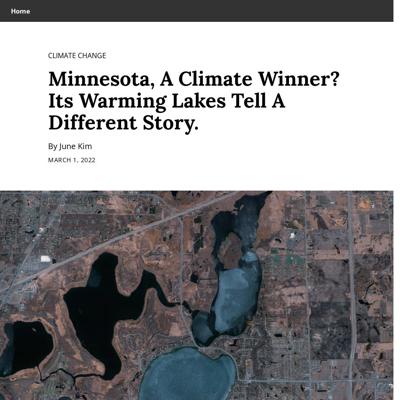 Home
CLIMATE CHANGE
Minnesota, A Climate Winner?
Its Warming Lakes Tell A
Different Story.
By June Kim
MARCH 1, 2022